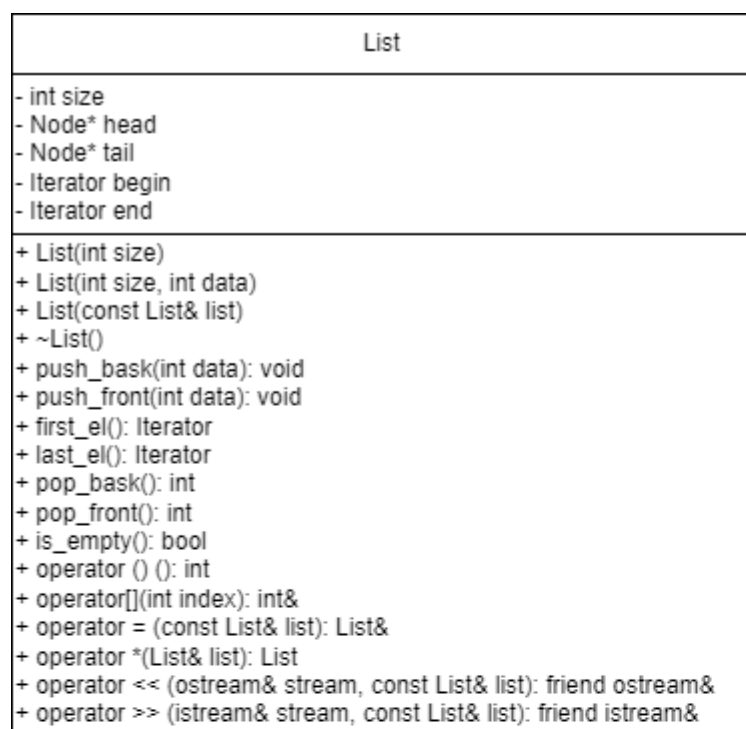 List
- int size
- Node* head
- Node* tail
- Iterator begin
- Iterator end
+ List(int size)
+ List(int size, int data)
+ List(const List& list)
+ ~List()
+ push_bask(int data): void
+ push_front(int data): void
+ first_el(): Iterator
+ last_el(): Iterator
+ pop_bask(): int
+ pop_front(): int
+ is_empty(): bool
+ operator () (): int
+ operator[](int index): int&
+ operator = (const List& list): List&
+ operator *(List& list): List
+ operator << (ostream& stream, const List& list): friend ostream&
+ operator >> (istream& stream, const List& list): friend istream&